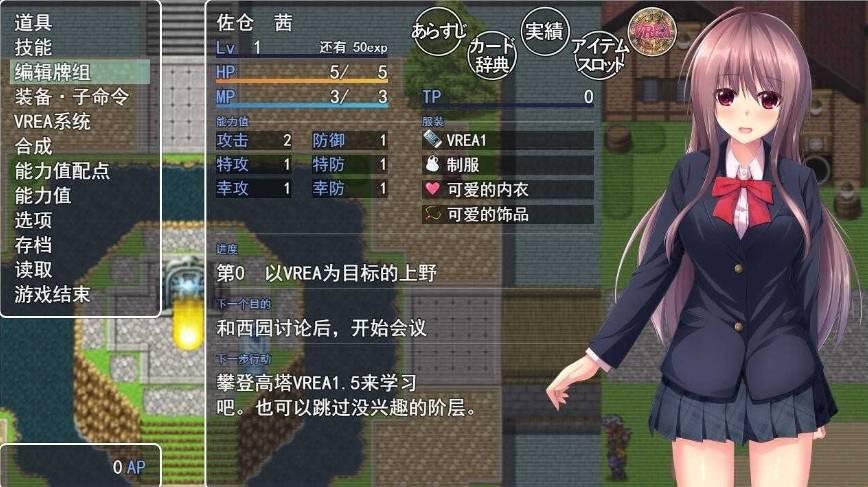 道具
技能
编辑牌组
装备・子命令
VREA系统
合成
能力值配点
能力值
选项
存档
读取
游戏结束
0 AP
佐仓 茜
Lv 1 还有 50exp
HP 5/ 5
MP 3/ 3
TP 0
能力值
攻击 2 防御 1
特攻 1 特防 1
幸攻 1 幸防 1
服装
VREA1
制服
可爱的内衣
可爱的饰品
进度
第0 以VREA为目标的上野
下一个目的
和西园讨论后，开始会议
下一步行动
攀登高塔VREA1.5来学习
吧。也可以跳过没兴趣的阶层。
あらすじ
カード
辞典
実績
アイテム
スロット
VREA